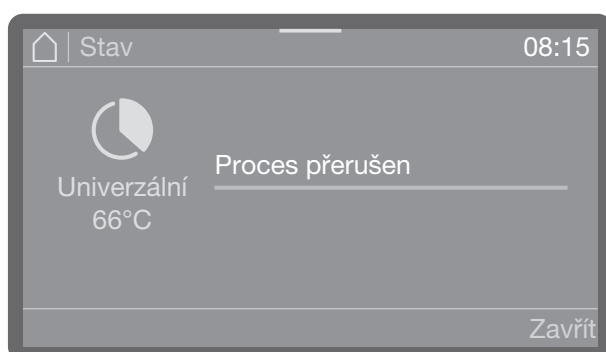 Stav 08:15
Proces přerušen
Univerzální
66°C
Zavřít